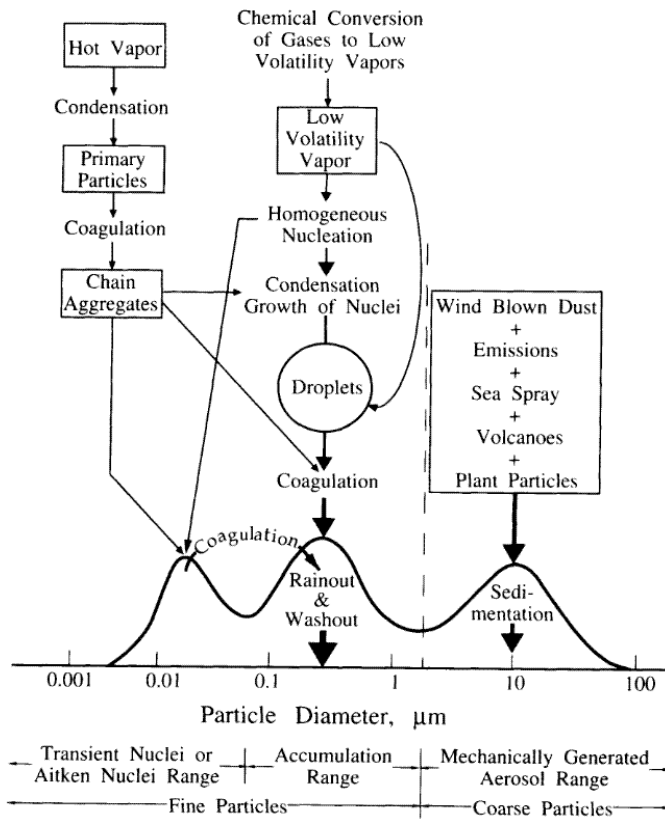 Hot Vapor
Condensation
Primary
Particles
Coagulation
Chain
Aggregates
Chemical Conversion
of Gases to Low
Volatility Vapors
Low
Volatility
Vapor
Homogeneous
Nucleation
Condensation
Growth of Nuclei
Droplets
Coagulation
Wind Blown Dust
+
Emissions
+
Sea Spray
+
Volcanoes
+
Plant Particles
Coagulation
Rainout
&
Washout
Sedi-
mentation
0.001 0.01 0.1 1 10 100
Particle Diameter, μm
Transient Nuclei or
Aitken Nuclei Range
Accumulation
Range
Mechanically Generated
Aerosol Range
Fine Particles
Coarse Particles